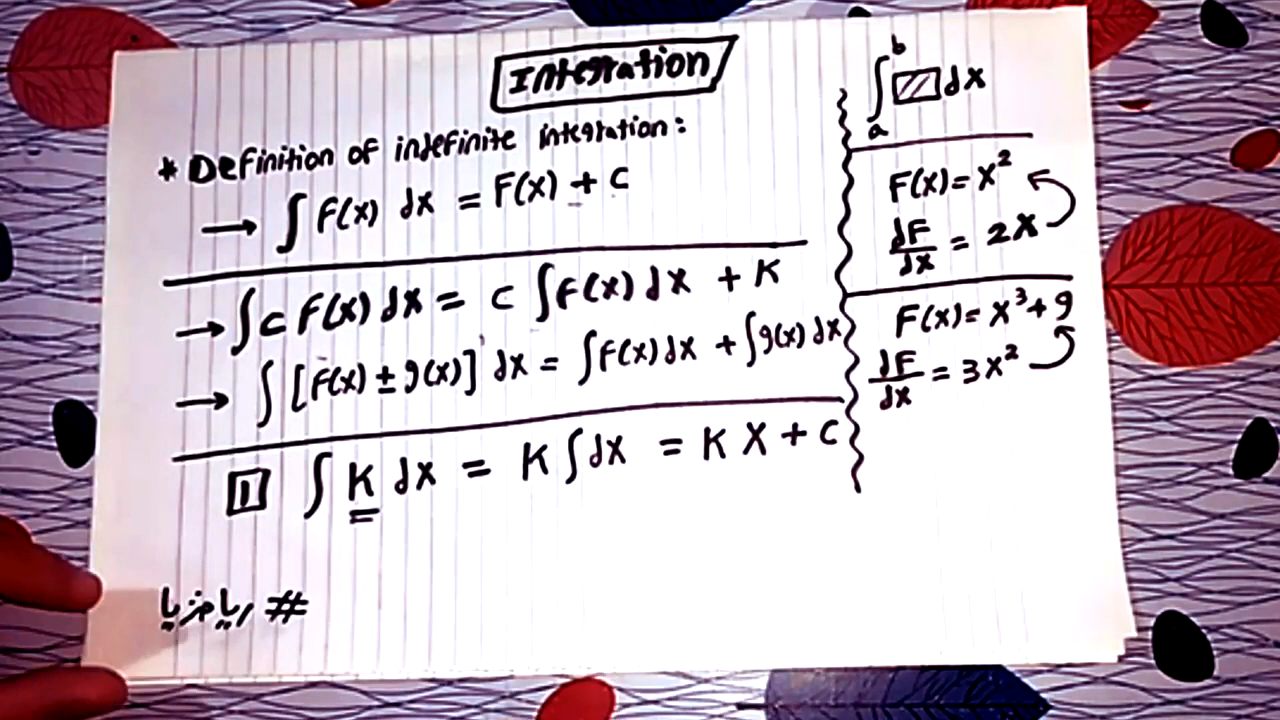 Integration
* Definition of indefinite integration:
→ ∫ F(x) dx = F(x) + C
→ ∫ c F(x) dx = c ∫ F(x) dx + K
→ ∫ [F(x) ± g(x)] dx = ∫ F(x) dx + ∫ g(x) dx
1 ∫ K dx = K ∫ dx = K X + C
∫ₐᵇ dx
F(x) = x²
dF/dx = 2x
F(x) = x³ + 9
dF/dx = 3x²